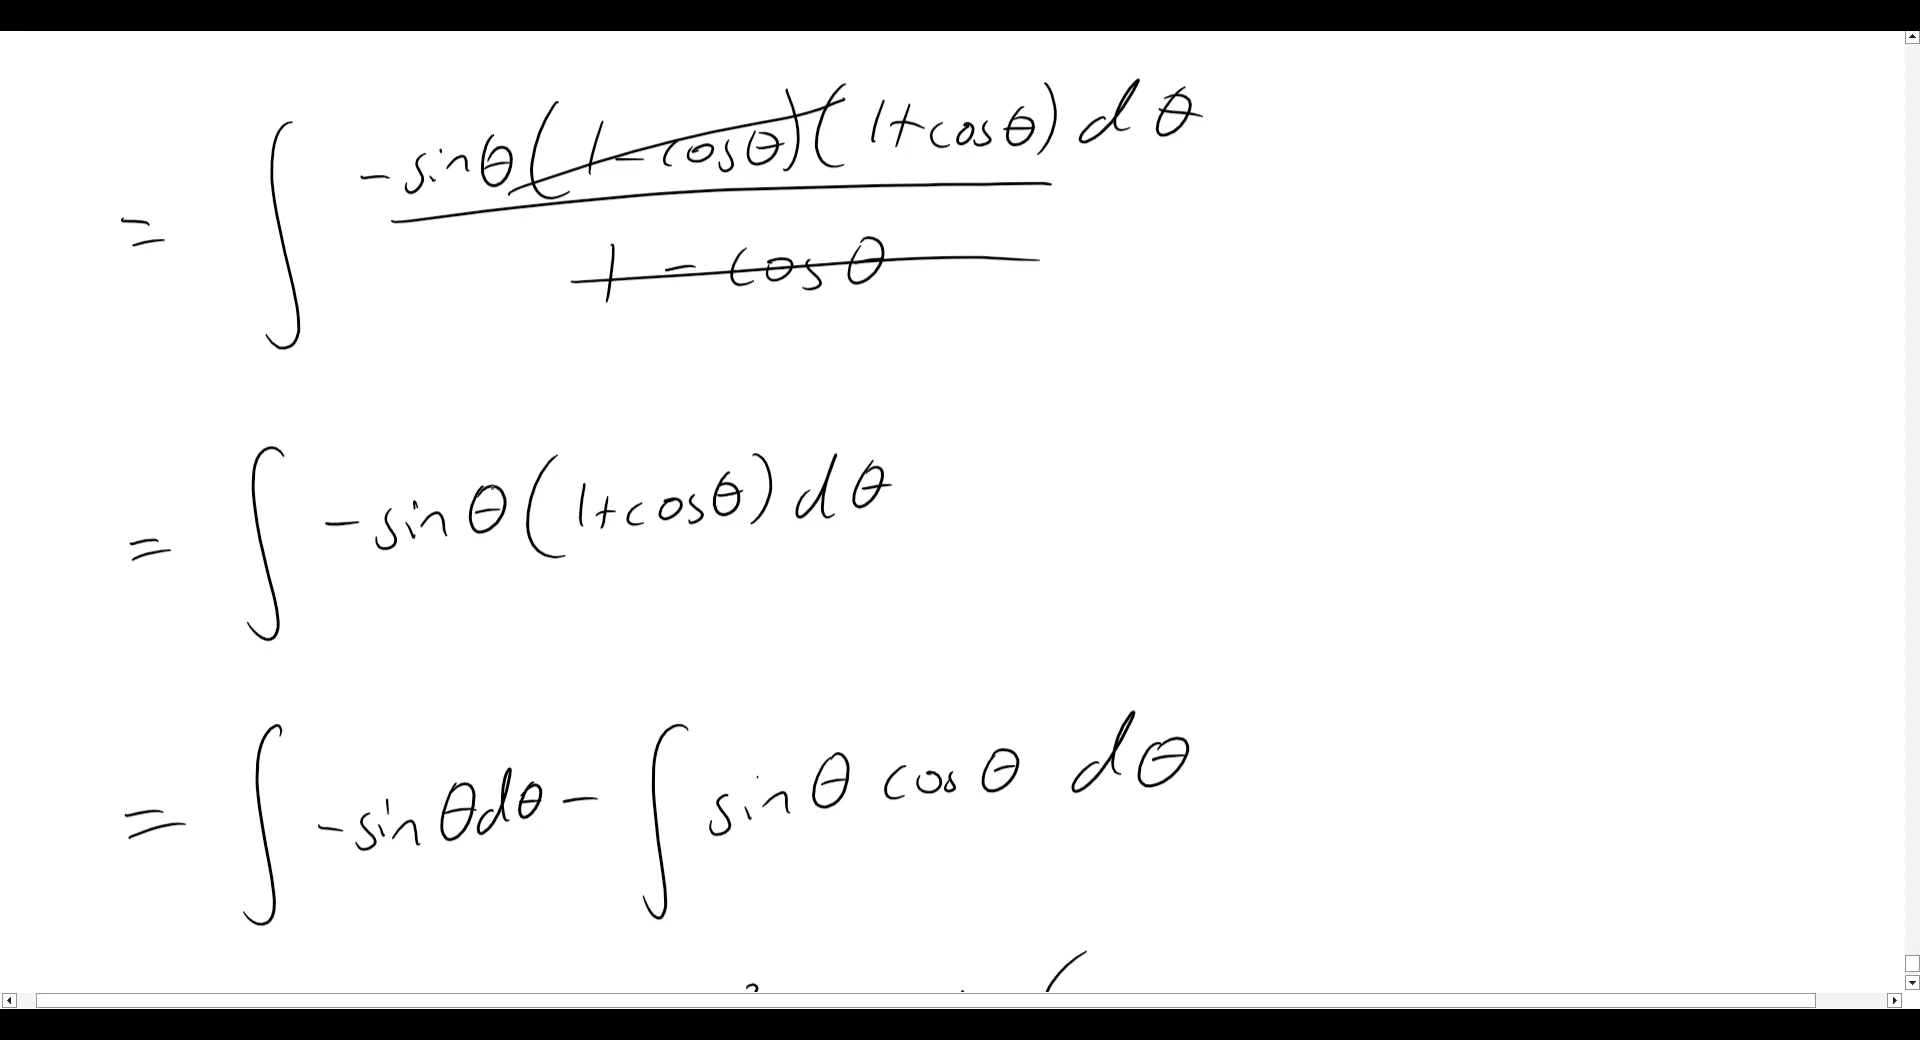 = ∫ -sinθ(1-cosθ)(1+cosθ)dθ / 1-cosθ
= ∫ -sinθ(1+cosθ)dθ
= ∫ -sinθdθ - ∫ sinθ cosθ dθ